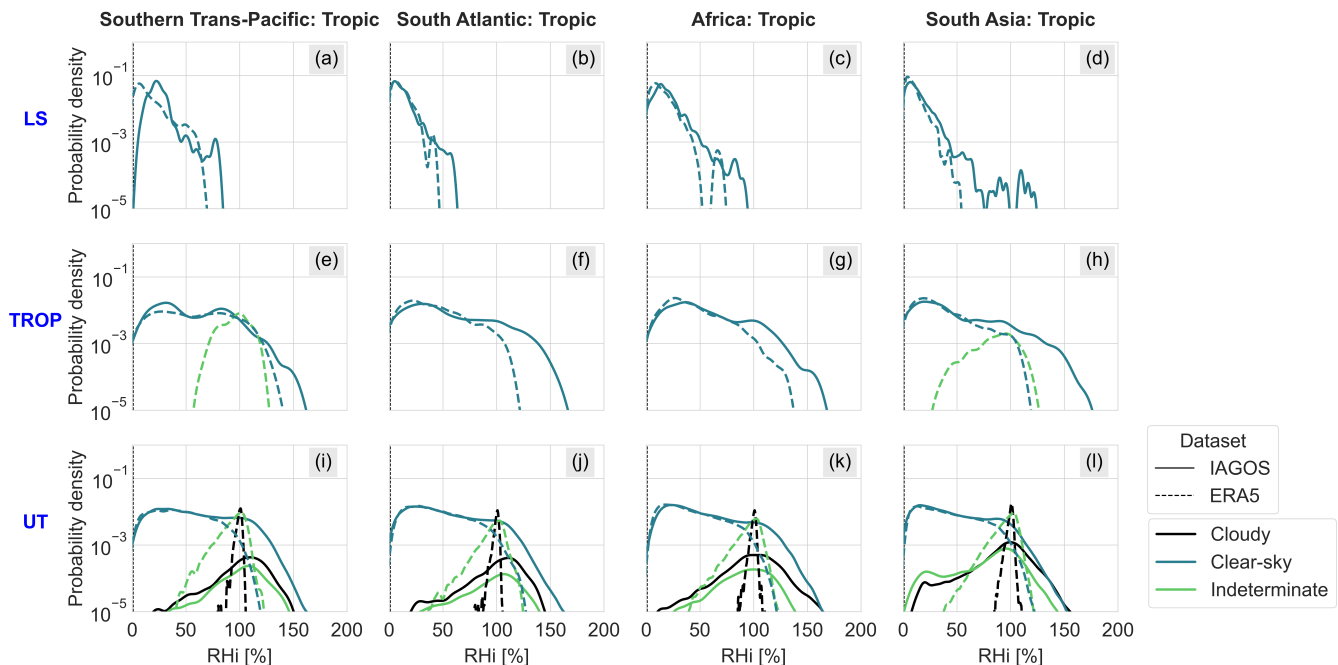 Southern Trans-Pacific: Tropic South Atlantic: Tropic Africa: Tropic South Asia: Tropic
LS
Probability density
10−1
10−3
10−5
(a)
(b)
(c)
(d)
TROP
Probability density
10−1
10−3
10−5
(e)
(f)
(g)
(h)
UT
Probability density
10−1
10−3
10−5
(i)
(j)
(k)
(l)
0 50 100 150 200 0 50 100 150 200 0 50 100 150 200 0 50 100 150 200
RHi [%] RHi [%] RHi [%] RHi [%]
Dataset
IAGOS
ERA5
Cloudy
Clear-sky
Indeterminate